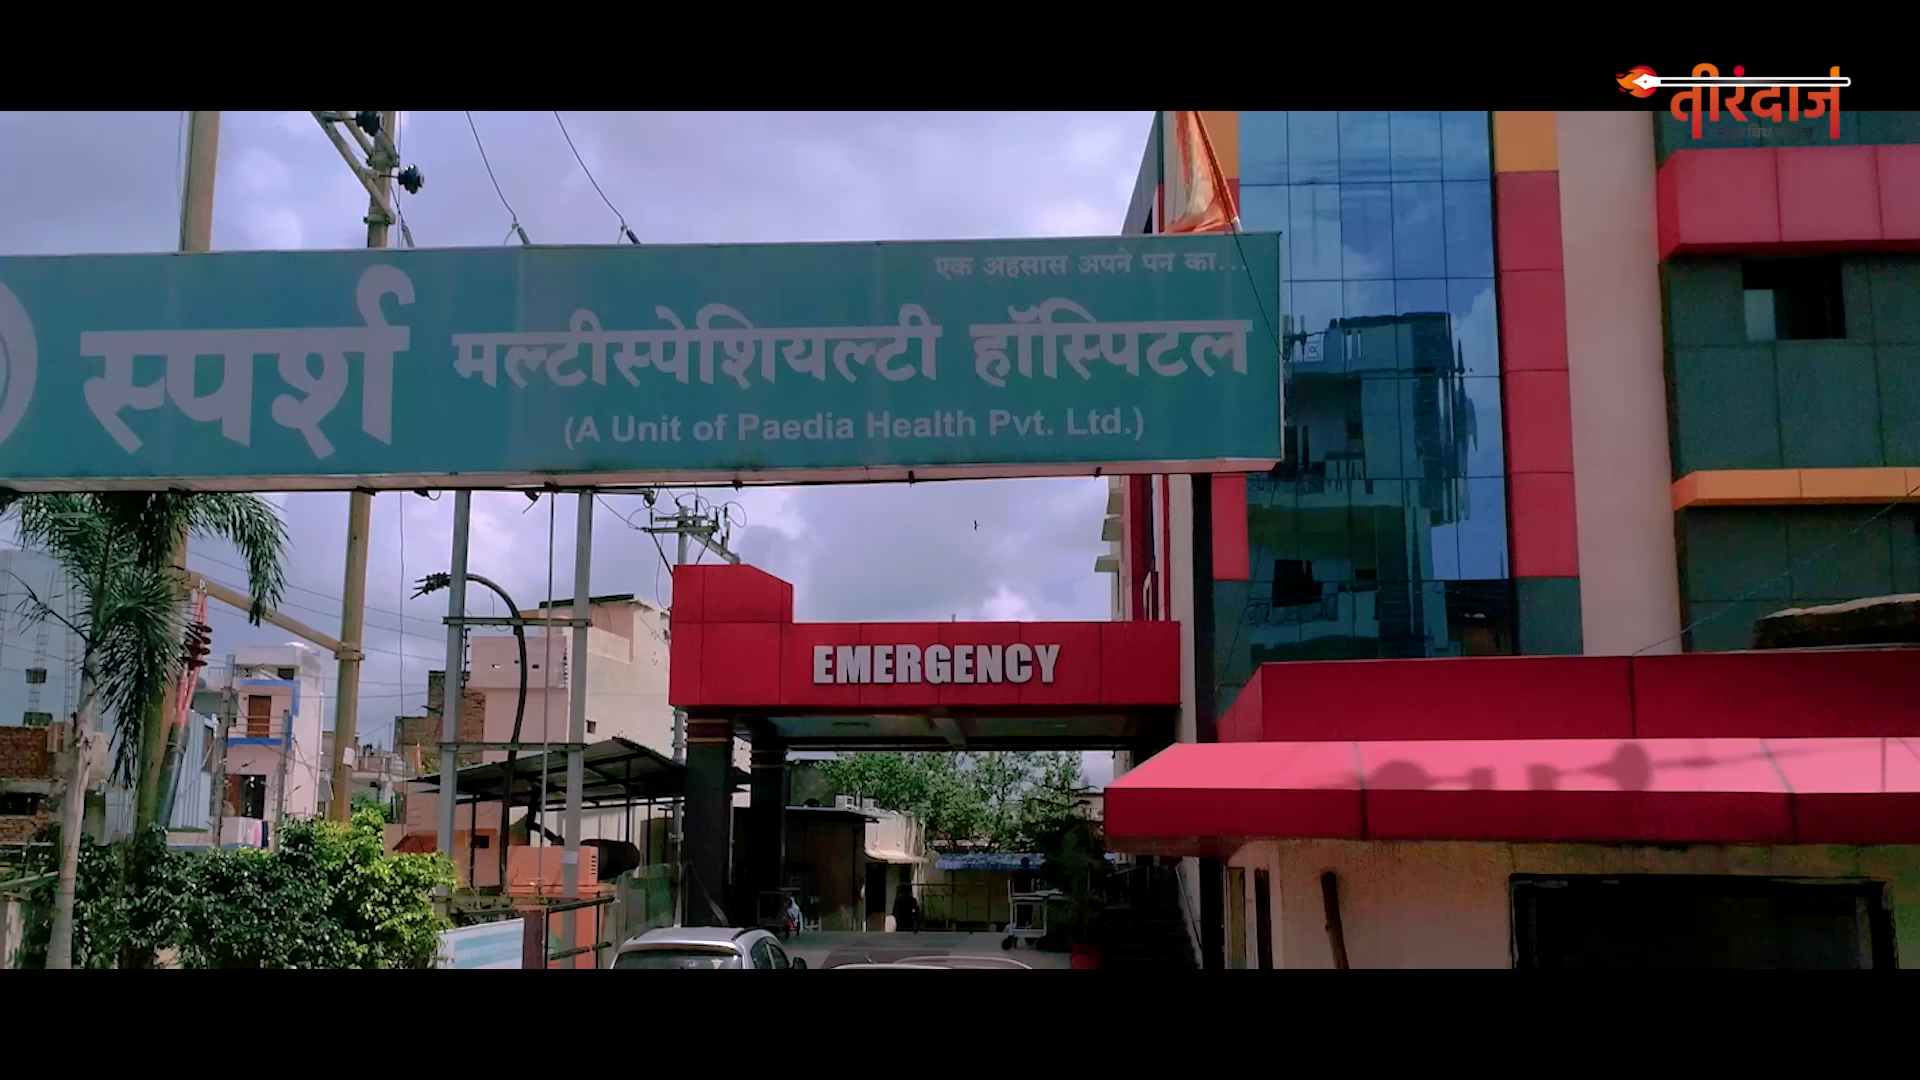 तीरंदाज
एक अहसास अपने पन का...
स्पर्श मल्टीस्पेशियल्टी हॉस्पिटल
(A Unit of Paedia Health Pvt. Ltd.)
EMERGENCY